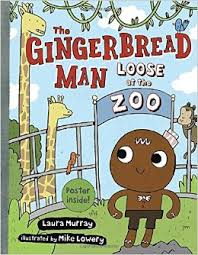 The
GINGERBREAD
MAN LOOSE
at the
ZOO
Poster
inside!
Laura Murray
illustrated by Mike Lowery